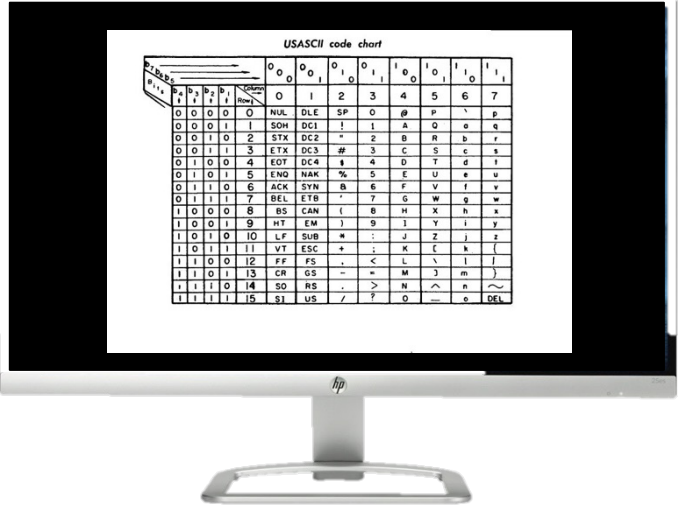 USASCII code chart
b7 b6 b5 0 0 0 0 0 1 0 1 0 0 1 1 1 0 0 1 0 1 1 1 0 1 1 1
Bits b4 b3 b2 b1 Column Row 0 1 2 3 4 5 6 7
0 0 0 0 0 NUL DLE SP 0 @ P ` p
0 0 0 1 1 SOH DC1 ! 1 A Q a q
0 0 1 0 2 STX DC2 " 2 B R b r
0 0 1 1 3 ETX DC3 # 3 C S c s
0 1 0 0 4 EOT DC4 $ 4 D T d t
0 1 0 1 5 ENQ NAK % 5 E U e u
0 1 1 0 6 ACK SYN & 6 F V f v
0 1 1 1 7 BEL ETB ' 7 G W g w
1 0 0 0 8 BS CAN ( 8 H X h x
1 0 0 1 9 HT EM ) 9 I Y i y
1 0 1 0 10 LF SUB * : J Z j z
1 0 1 1 11 VT ESC + ; K [ k {
1 1 0 0 12 FF FS , < L \ l |
1 1 0 1 13 CR GS - = M ] m }
1 1 1 0 14 SO RS . > N ^ n ~
1 1 1 1 15 SI US / ? O _ o DEL
hp